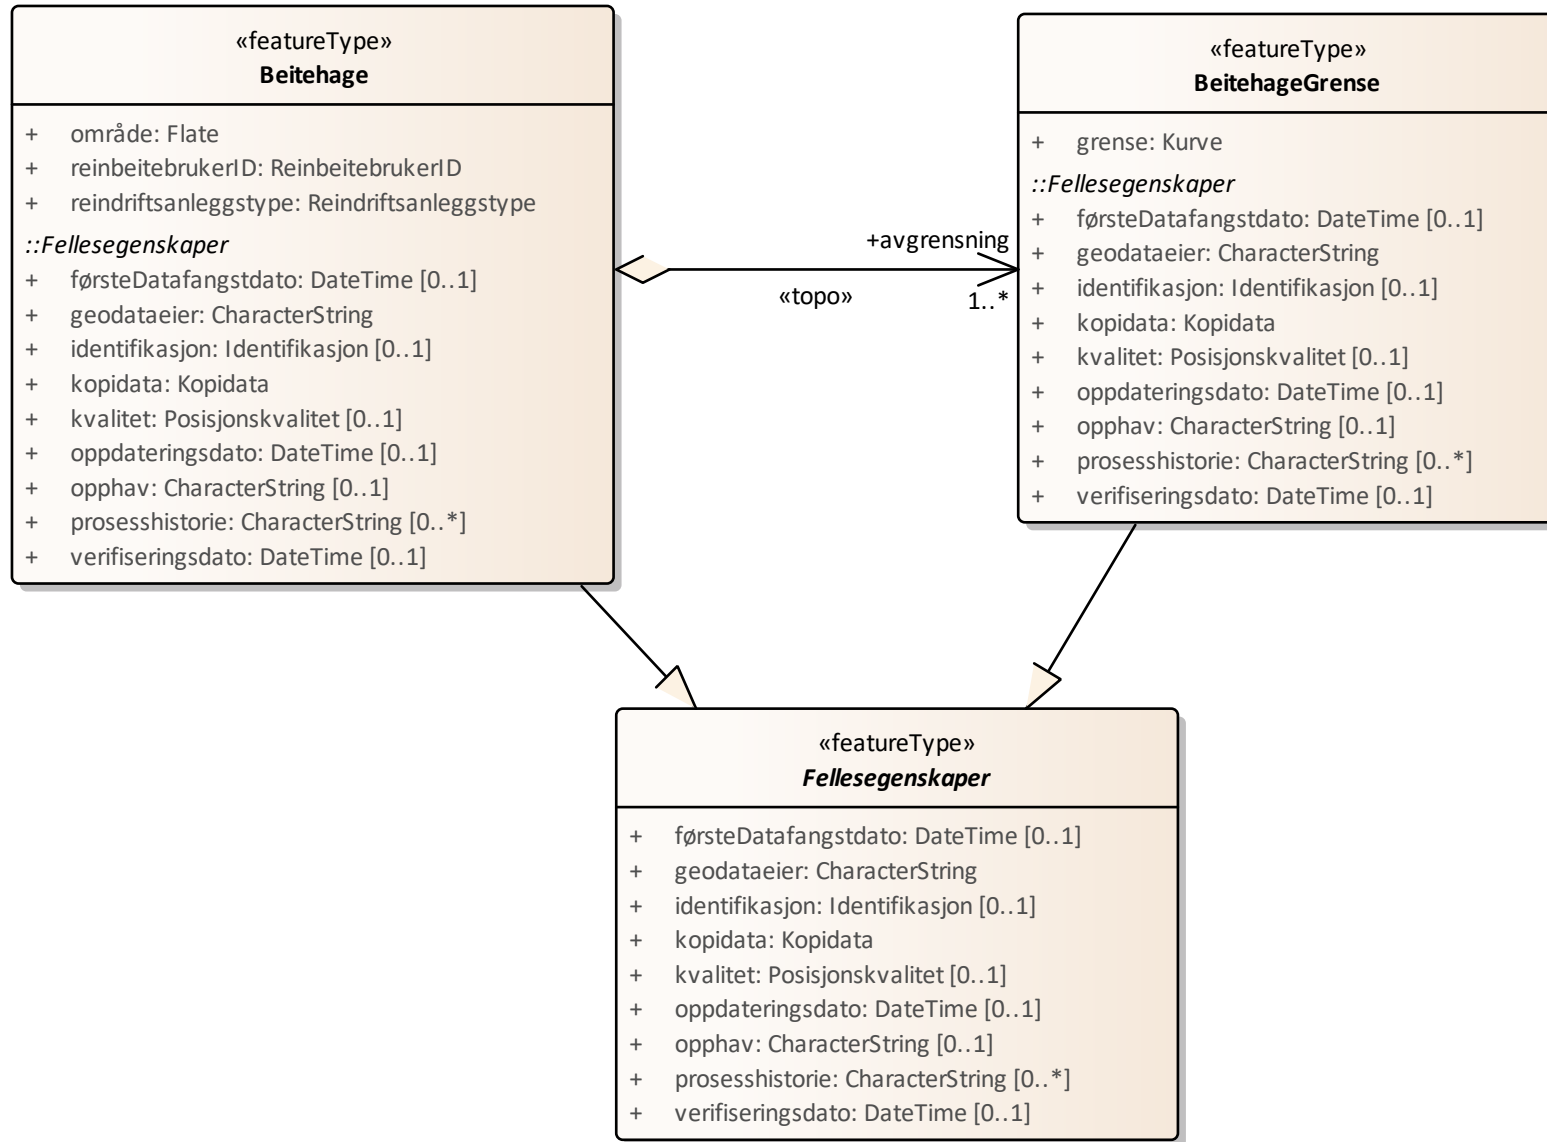 «featureType»
Beitehage
+ område: Flate
+ reinbeitebrukerID: ReinbeitebrukerID
+ reindriftsanleggstype: Reindriftsanleggstype
::Fellesegenskaper
+ førsteDatafangstdato: DateTime [0..1]
+ geodataeier: CharacterString
+ identifikasjon: Identifikasjon [0..1]
+ kopidata: Kopidata
+ kvalitet: Posisjonskvalitet [0..1]
+ oppdateringsdato: DateTime [0..1]
+ opphav: CharacterString [0..1]
+ prosesshistorie: CharacterString [0..*]
+ verifiseringsdato: DateTime [0..1]
+avgrensning
«topo»
1..*
«featureType»
BeitehageGrense
+ grense: Kurve
::Fellesegenskaper
+ førsteDatafangstdato: DateTime [0..1]
+ geodataeier: CharacterString
+ identifikasjon: Identifikasjon [0..1]
+ kopidata: Kopidata
+ kvalitet: Posisjonskvalitet [0..1]
+ oppdateringsdato: DateTime [0..1]
+ opphav: CharacterString [0..1]
+ prosesshistorie: CharacterString [0..*]
+ verifiseringsdato: DateTime [0..1]
«featureType»
Fellesegenskaper
+ førsteDatafangstdato: DateTime [0..1]
+ geodataeier: CharacterString
+ identifikasjon: Identifikasjon [0..1]
+ kopidata: Kopidata
+ kvalitet: Posisjonskvalitet [0..1]
+ oppdateringsdato: DateTime [0..1]
+ opphav: CharacterString [0..1]
+ prosesshistorie: CharacterString [0..*]
+ verifiseringsdato: DateTime [0..1]